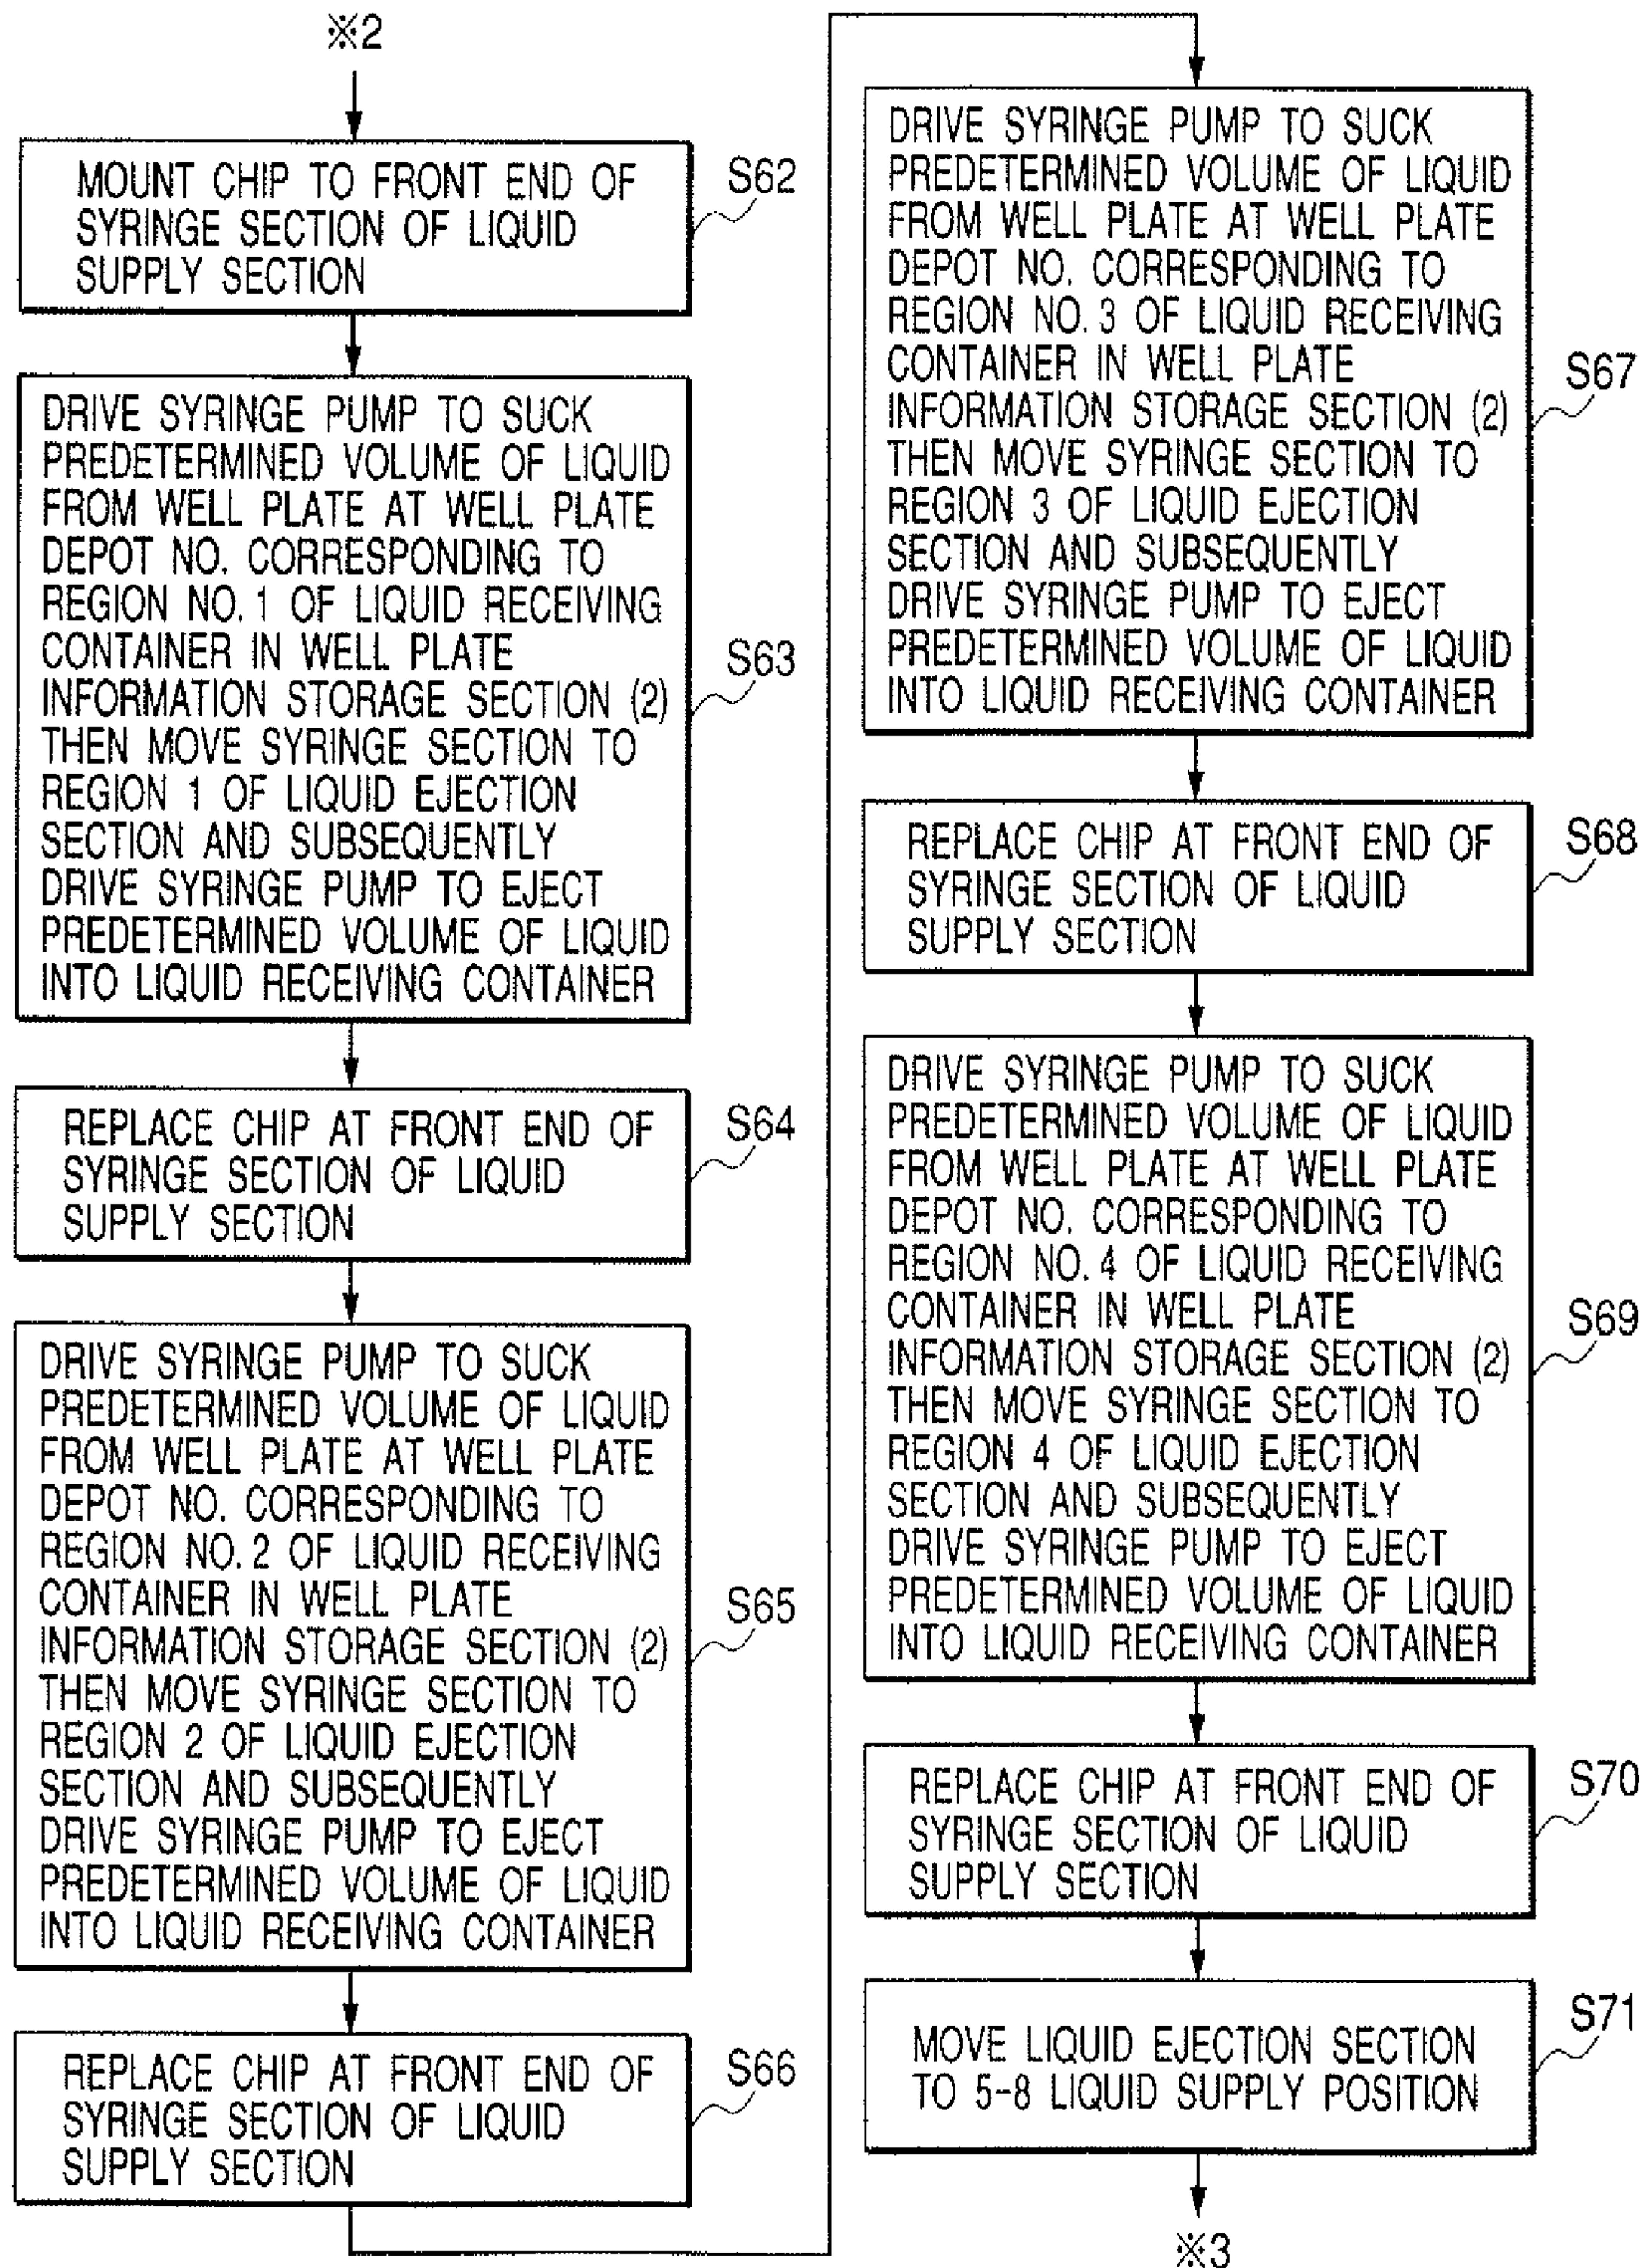 ※2
MOUNT CHIP TO FRONT END OF
SYRINGE SECTION OF LIQUID
SUPPLY SECTION
S62
DRIVE SYRINGE PUMP TO SUCK
PREDETERMINED VOLUME OF LIQUID
FROM WELL PLATE AT WELL PLATE
DEPOT NO. CORRESPONDING TO
REGION NO. 1 OF LIQUID RECEIVING
CONTAINER IN WELL PLATE
INFORMATION STORAGE SECTION (2)
THEN MOVE SYRINGE SECTION TO
REGION 1 OF LIQUID EJECTION
SECTION AND SUBSEQUENTLY
DRIVE SYRINGE PUMP TO EJECT
PREDETERMINED VOLUME OF LIQUID
INTO LIQUID RECEIVING CONTAINER
S63
REPLACE CHIP AT FRONT END OF
SYRINGE SECTION OF LIQUID
SUPPLY SECTION
S64
DRIVE SYRINGE PUMP TO SUCK
PREDETERMINED VOLUME OF LIQUID
FROM WELL PLATE AT WELL PLATE
DEPOT NO. CORRESPONDING TO
REGION NO. 2 OF LIQUID RECEIVING
CONTAINER IN WELL PLATE
INFORMATION STORAGE SECTION (2)
THEN MOVE SYRINGE SECTION TO
REGION 2 OF LIQUID EJECTION
SECTION AND SUBSEQUENTLY
DRIVE SYRINGE PUMP TO EJECT
PREDETERMINED VOLUME OF LIQUID
INTO LIQUID RECEIVING CONTAINER
S65
REPLACE CHIP AT FRONT END OF
SYRINGE SECTION OF LIQUID
SUPPLY SECTION
S66
DRIVE SYRINGE PUMP TO SUCK
PREDETERMINED VOLUME OF LIQUID
FROM WELL PLATE AT WELL PLATE
DEPOT NO. CORRESPONDING TO
REGION NO. 3 OF LIQUID RECEIVING
CONTAINER IN WELL PLATE
INFORMATION STORAGE SECTION (2)
THEN MOVE SYRINGE SECTION TO
REGION 3 OF LIQUID EJECTION
SECTION AND SUBSEQUENTLY
DRIVE SYRINGE PUMP TO EJECT
PREDETERMINED VOLUME OF LIQUID
INTO LIQUID RECEIVING CONTAINER
S67
REPLACE CHIP AT FRONT END OF
SYRINGE SECTION OF LIQUID
SUPPLY SECTION
S68
DRIVE SYRINGE PUMP TO SUCK
PREDETERMINED VOLUME OF LIQUID
FROM WELL PLATE AT WELL PLATE
DEPOT NO. CORRESPONDING TO
REGION NO. 4 OF LIQUID RECEIVING
CONTAINER IN WELL PLATE
INFORMATION STORAGE SECTION (2)
THEN MOVE SYRINGE SECTION TO
REGION 4 OF LIQUID EJECTION
SECTION AND SUBSEQUENTLY
DRIVE SYRINGE PUMP TO EJECT
PREDETERMINED VOLUME OF LIQUID
INTO LIQUID RECEIVING CONTAINER
S69
REPLACE CHIP AT FRONT END OF
SYRINGE SECTION OF LIQUID
SUPPLY SECTION
S70
MOVE LIQUID EJECTION SECTION
TO 5-8 LIQUID SUPPLY POSITION
S71
※3